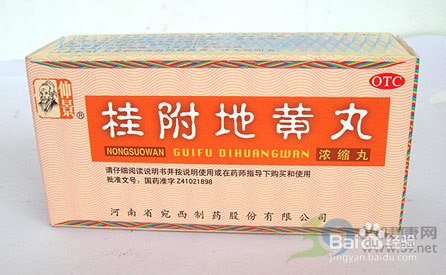 仲景
®
OTC
桂附地黄丸
NONGSUOWAN GUIFU DIHUANGWAN 浓缩丸
请仔细阅读说明书并按说明使用或在药师指导下购买和使用
批准文号：国药准字Z41021898
河南省宛西制药股份有限公司
Baidu经验
jingyan.baidu.com